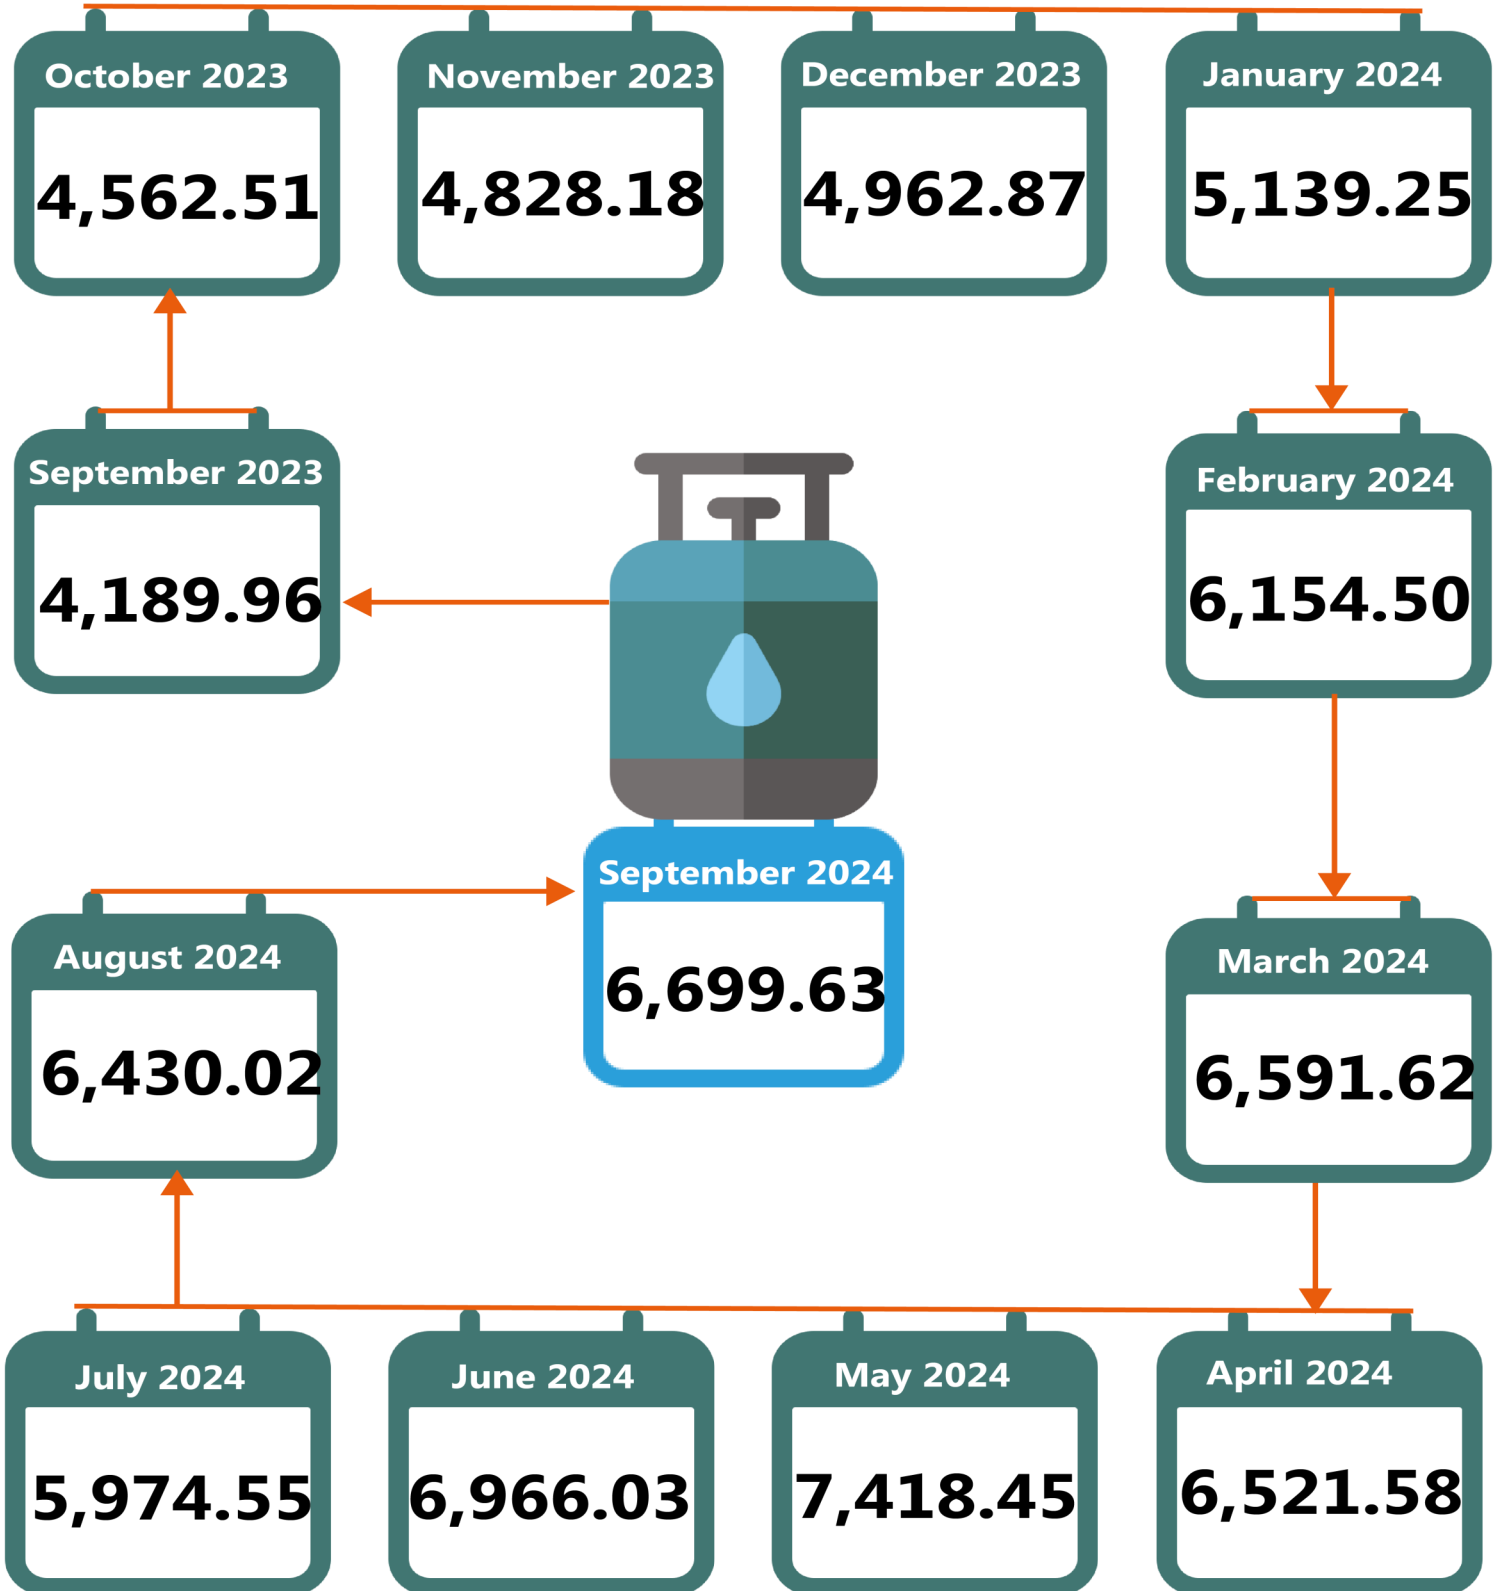 October 2023
4,562.51
November 2023
4,828.18
December 2023
4,962.87
January 2024
5,139.25
September 2023
4,189.96
February 2024
6,154.50
September 2024
6,699.63
August 2024
6,430.02
March 2024
6,591.62
July 2024
5,974.55
June 2024
6,966.03
May 2024
7,418.45
April 2024
6,521.58